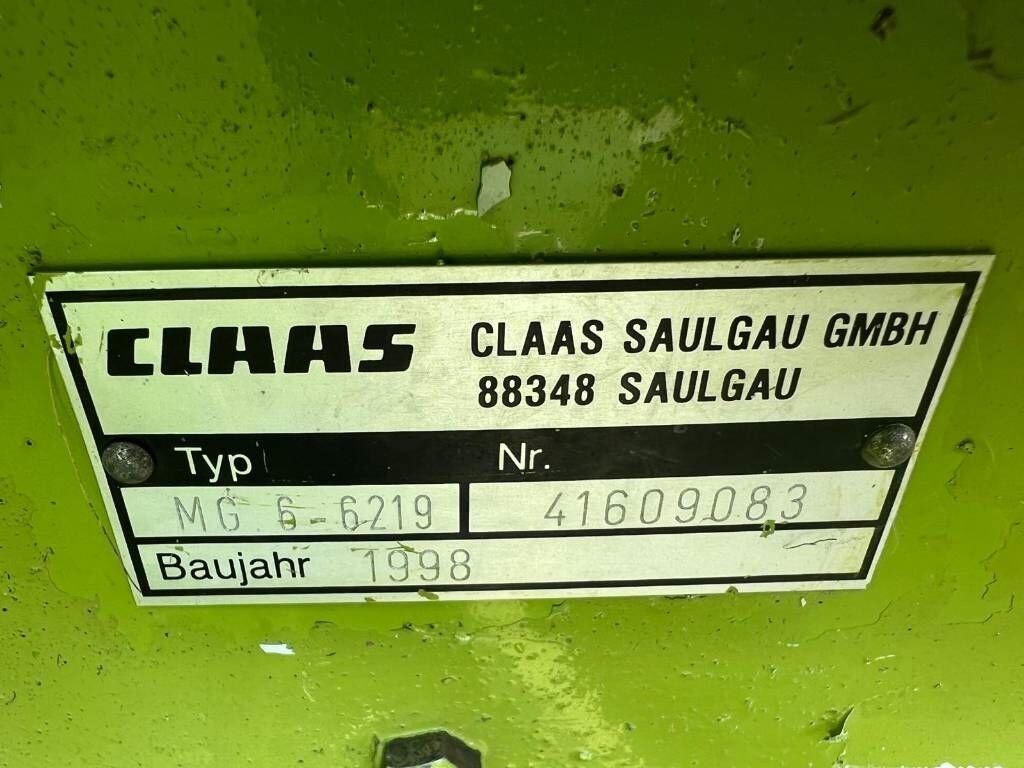 CLAAS
CLAAS SAULGAU GMBH
88348 SAULGAU
Typ Nr.
MG 6-6219 41609083
Baujahr 1998